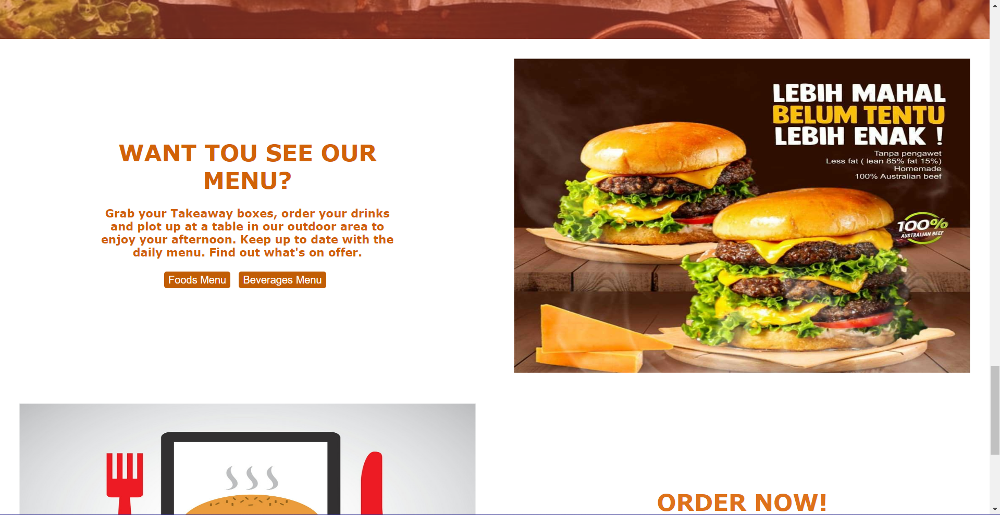 WANT TOU SEE OUR
MENU?
Grab your Takeaway boxes, order your drinks
and plot up at a table in our outdoor area to
enjoy your afternoon. Keep up to date with the
daily menu. Find out what's on offer.
Foods Menu
Beverages Menu
LEBIH MAHAL
BELUM TENTU
LEBIH ENAK !
Tanpa pengawet
Less fat ( lean 85% fat 15%)
Homemade
100% Australian beef
100%
AUSTRALIAN BEEF
ORDER NOW!